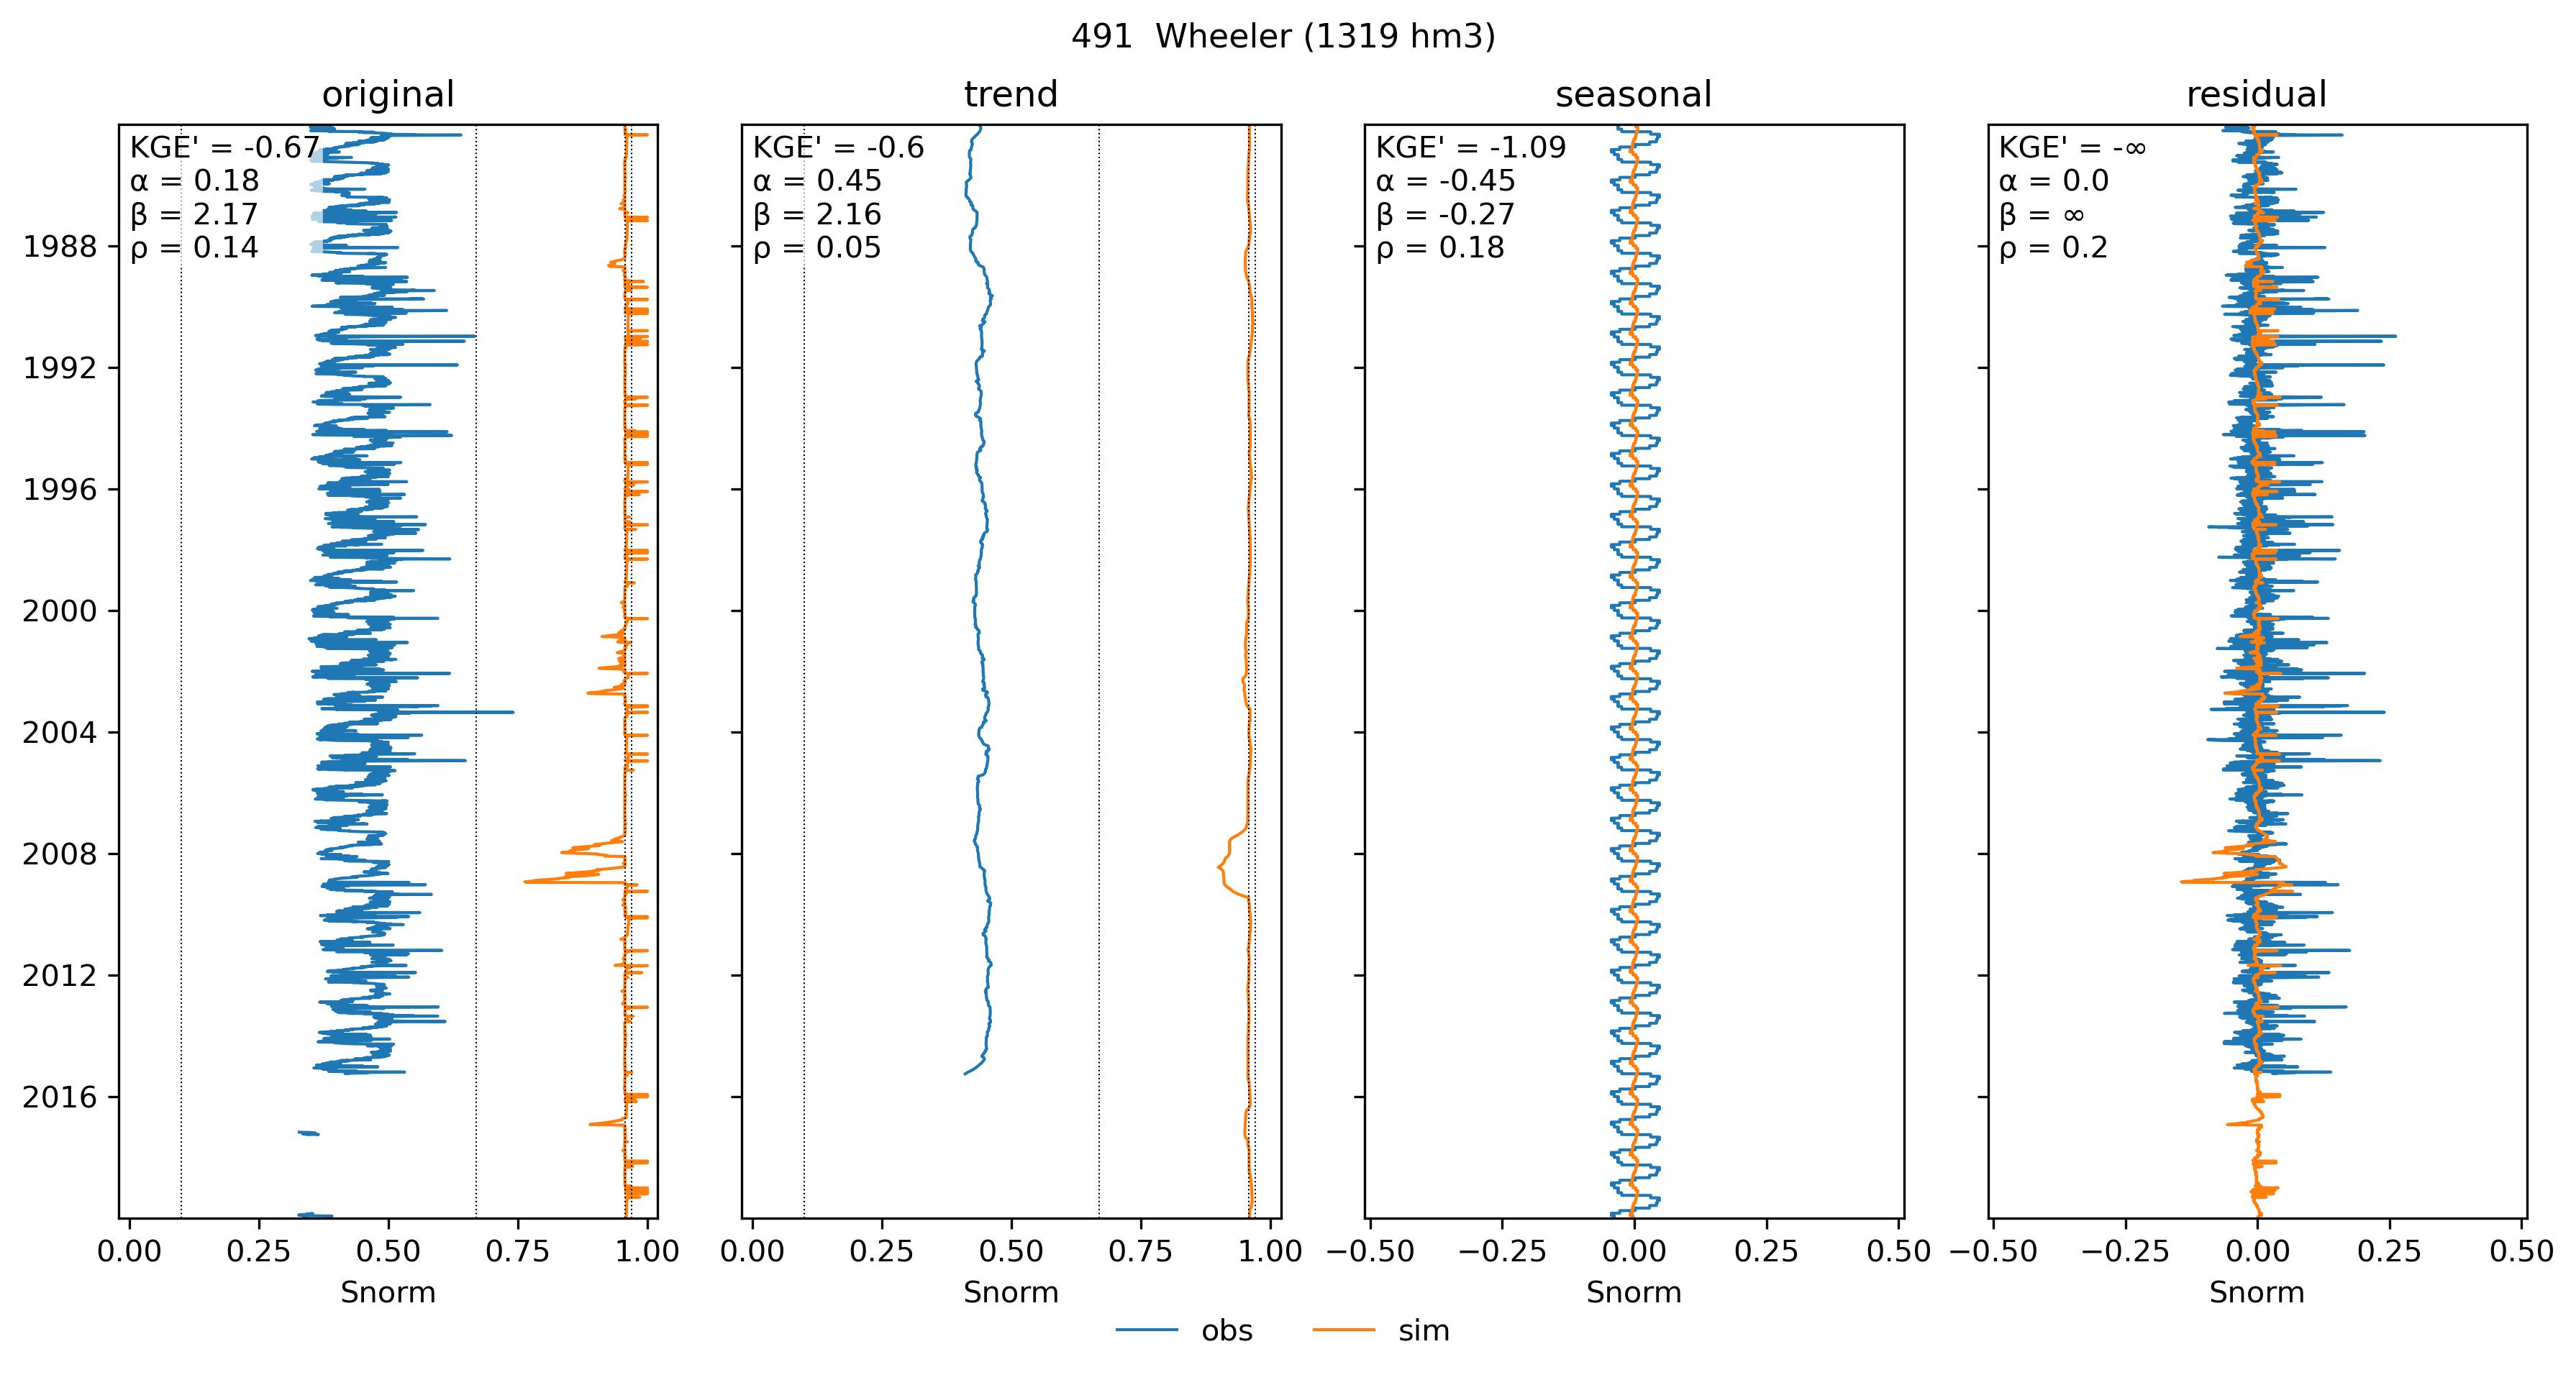 491  Wheeler (1319 hm3)
original
trend
seasonal
residual
KGE' = -0.67
α = 0.18
β = 2.17
ρ = 0.14
KGE' = -0.6
α = 0.45
β = 2.16
ρ = 0.05
KGE' = -1.09
α = -0.45
β = -0.27
ρ = 0.18
KGE' = -∞
α = 0.0
β = ∞
ρ = 0.2
1988
1992
1996
2000
2004
2008
2012
2016
0.00 0.25 0.50 0.75 1.00
0.00 0.25 0.50 0.75 1.00
−0.50 −0.25 0.00 0.25 0.50
−0.50 −0.25 0.00 0.25 0.50
Snorm
Snorm
Snorm
Snorm
obs sim